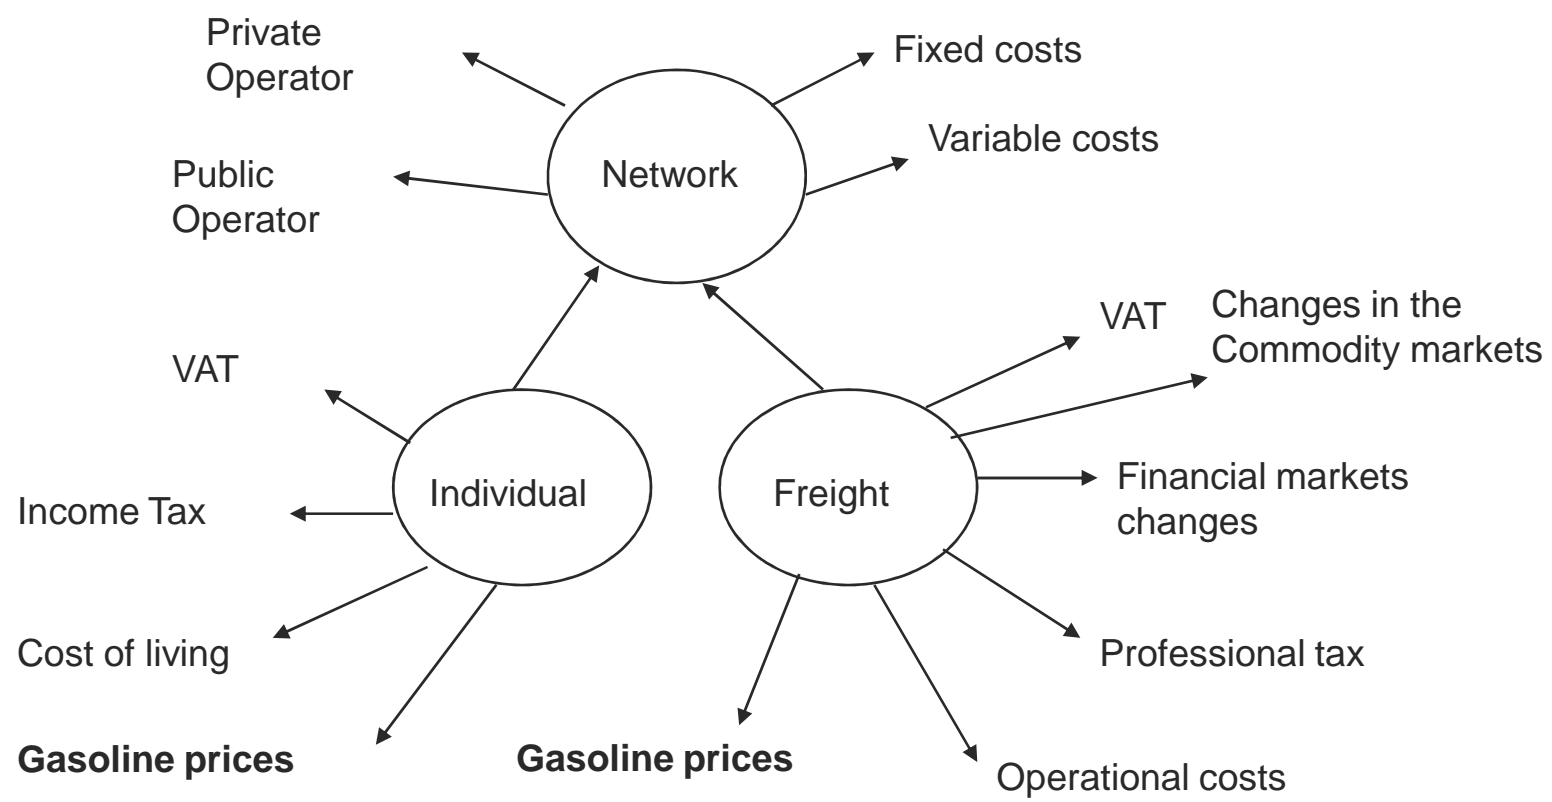 Private
Operator
Fixed costs
Variable costs
Network
Public
Operator
VAT
Changes in the
Commodity markets
VAT
Individual
Freight
Financial markets
changes
Income Tax
Cost of living
Professional tax
Gasoline prices
Gasoline prices
Operational costs